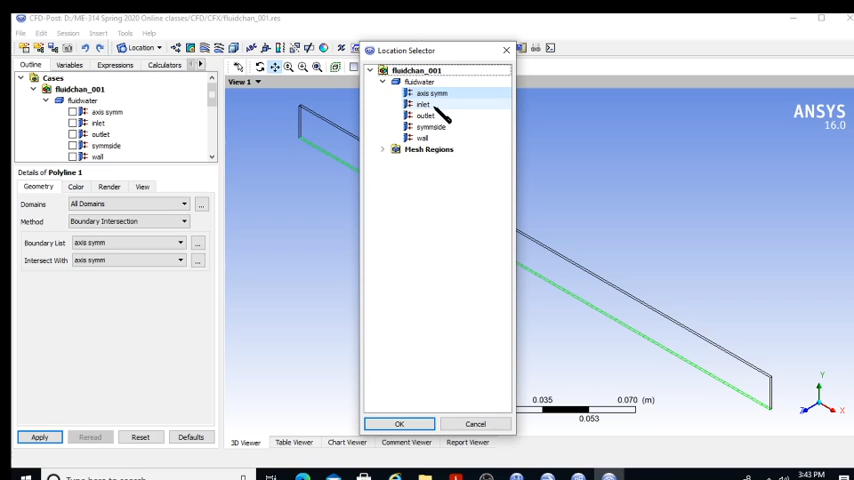 CFD-Post: D:/ME-314 Spring 2020 Online classes/CFD/CFX/fluidchan_001.res
File Edit Session Insert Tools Help
Location
Outline Variables Expressions Calculators
Cases
fluidchan_001
fluidwater
axis symm
inlet
outlet
symmside
wall
Details of Polyline 1
Geometry Color Render View
Domains All Domains ...
Method Boundary Intersection
Boundary List axis symm ...
Intersect With axis symm ...
Apply Reread Reset Defaults
View 1
Location Selector
fluidchan_001
fluidwater
axis symm
inlet
outlet
symmside
wall
Mesh Regions
OK Cancel
ANSYS
16.0
0.035 0.070 (m)
0.053
Y
Z X
3D Viewer Table Viewer Chart Viewer Comment Viewer Report Viewer
Type here to search
3:43 PM